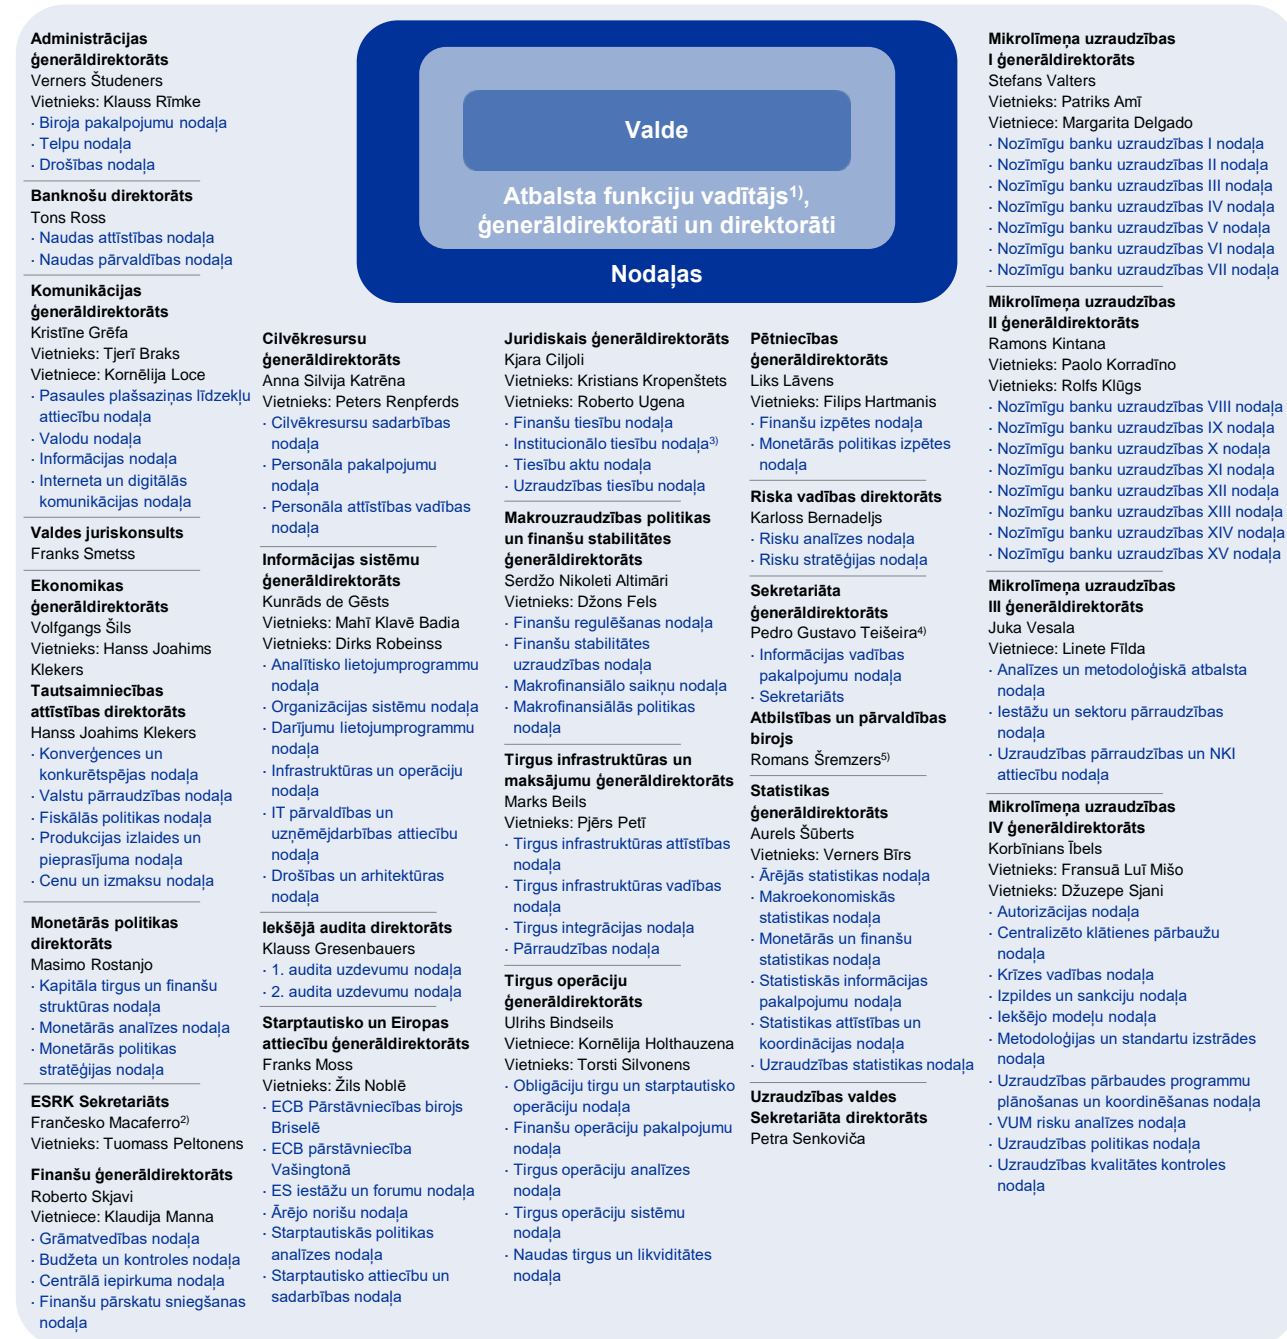 Administrācijas
ģenerāldirektorāts
Verners Študeners
Vietnieks: Klauss Rīmke
· Biroja pakalpojumu nodaļa
· Telpu nodaļa
· Drošības nodaļa
Banknošu direktorāts
Tons Ross
· Naudas attīstības nodaļa
· Naudas pārvaldības nodaļa
Komunikācijas
ģenerāldirektorāts
Kristīne Grēfa
Vietnieks: Tjerī Braks
Vietniece: Kornēlija Loce
· Pasaules plašsaziņas līdzekļu
attiecību nodaļa
· Valodu nodaļa
· Informācijas nodaļa
· Interneta un digitālās
komunikācijas nodaļa
Valdes juriskonsults
Franks Smetss
Ekonomikas
ģenerāldirektorāts
Volfgangs Šils
Vietnieks: Hanss Joahims
Klekers
Tautsaimniecības
attīstības direktorāts
Hanss Joahims Klekers
· Konverģences un
konkurētspējas nodaļa
· Valstu pārraudzības nodaļa
· Fiskālās politikas nodaļa
· Produkcijas izlaides un
pieprasījuma nodaļa
· Cenu un izmaksu nodaļa
Monetārās politikas
direktorāts
Masimo Rostanjo
· Kapitāla tirgus un finanšu
struktūras nodaļa
· Monetārās analīzes nodaļa
· Monetārās politikas
stratēģijas nodaļa
ESRK Sekretariāts
Frančesko Macaferro2)
Vietnieks: Tuomass Peltonens
Finanšu ģenerāldirektorāts
Roberto Skjavi
Vietniece: Klaudija Manna
· Grāmatvedības nodaļa
· Budžeta un kontroles nodaļa
· Centrālā iepirkuma nodaļa
· Finanšu pārskatu sniegšanas
nodaļa
Valde
Atbalsta funkciju vadītājs1),
ģenerāldirektorāti un direktorāti
Nodaļas
Cilvēkresursu
ģenerāldirektorāts
Anna Silvija Katrēna
Vietnieks: Peters Renpferds
· Cilvēkresursu sadarbības
nodaļa
· Personāla pakalpojumu
nodaļa
· Personāla attīstības vadības
nodaļa
Informācijas sistēmu
ģenerāldirektorāts
Kunrāds de Gēsts
Vietnieks: Mahī Klavē Badia
Vietnieks: Dirks Robeinss
· Analītisko lietojumprogrammu
nodaļa
· Organizācijas sistēmu nodaļa
· Darījumu lietojumprogrammu
nodaļa
· Infrastruktūras un operāciju
nodaļa
· IT pārvaldības un
uzņēmējdarbības attiecību
nodaļa
· Drošības un arhitektūras
nodaļa
Iekšējā audita direktorāts
Klauss Gresenbauers
· 1. audita uzdevumu nodaļa
· 2. audita uzdevumu nodaļa
Starptautisko un Eiropas
attiecību ģenerāldirektorāts
Franks Moss
Vietnieks: Žils Noblē
· ECB Pārstāvniecības birojs
Briselē
· ECB pārstāvniecība
Vašingtonā
· ES iestāžu un forumu nodaļa
· Ārējo norišu nodaļa
· Starptautiskās politikas
analīzes nodaļa
· Starptautisko attiecību un
sadarbības nodaļa
Juridiskais ģenerāldirektorāts
Kjara Ciljoli
Vietnieks: Kristians Kropenštets
Vietnieks: Roberto Ugena
· Finanšu tiesību nodaļa
· Institucionālo tiesību nodaļa3)
· Tiesību aktu nodaļa
· Uzraudzības tiesību nodaļa
Makrouzraudzības politikas
un finanšu stabilitātes
ģenerāldirektorāts
Serdžo Nikoleti Altimāri
Vietnieks: Džons Fels
· Finanšu regulēšanas nodaļa
· Finanšu stabilitātes
uzraudzības nodaļa
· Makrofinansiālo saikņu nodaļa
· Makrofinansiālās politikas
nodaļa
Tirgus infrastruktūras un
maksājumu ģenerāldirektorāts
Marks Beils
Vietnieks: Pjērs Petī
· Tirgus infrastruktūras attīstības
nodaļa
· Tirgus infrastruktūras vadības
nodaļa
· Tirgus integrācijas nodaļa
· Pārraudzības nodaļa
Tirgus operāciju
ģenerāldirektorāts
Ulrihs Bindseils
Vietniece: Kornēlija Holthauzena
Vietnieks: Torsti Silvonens
· Obligāciju tirgu un starptautisko
operāciju nodaļa
· Finanšu operāciju pakalpojumu
nodaļa
· Tirgus operāciju analīzes
nodaļa
· Tirgus operāciju sistēmu
nodaļa
· Naudas tirgus un likviditātes
nodaļa
Pētniecības
ģenerāldirektorāts
Liks Lāvens
Vietnieks: Filips Hartmanis
· Finanšu izpētes nodaļa
· Monetārās politikas izpētes
nodaļa
Riska vadības direktorāts
Karloss Bernadeljs
· Risku analīzes nodaļa
· Risku stratēģijas nodaļa
Sekretariāta
ģenerāldirektorāts
Pedro Gustavo Teišeira4)
· Informācijas vadības
pakalpojumu nodaļa
· Sekretariāts
Atbilstības un pārvaldības
birojs
Romans Šremzers5)
Statistikas
ģenerāldirektorāts
Aurels Šūberts
Vietnieks: Verners Bīrs
· Ārējās statistikas nodaļa
· Makroekonomiskās
statistikas nodaļa
· Monetārās un finanšu
statistikas nodaļa
· Statistiskās informācijas
pakalpojumu nodaļa
· Statistikas attīstības un
koordinācijas nodaļa
· Uzraudzības statistikas nodaļa
Uzraudzības valdes
Sekretariāta direktorāts
Petra Senkoviča
Mikrolīmeņa uzraudzības
I ģenerāldirektorāts
Stefans Valters
Vietnieks: Patriks Amī
Vietniece: Margarita Delgado
· Nozīmīgu banku uzraudzības I nodaļa
· Nozīmīgu banku uzraudzības II nodaļa
· Nozīmīgu banku uzraudzības III nodaļa
· Nozīmīgu banku uzraudzības IV nodaļa
· Nozīmīgu banku uzraudzības V nodaļa
· Nozīmīgu banku uzraudzības VI nodaļa
· Nozīmīgu banku uzraudzības VII nodaļa
Mikrolīmeņa uzraudzības
II ģenerāldirektorāts
Ramons Kintana
Vietnieks: Paolo Korradīno
Vietnieks: Rolfs Klūgs
· Nozīmīgu banku uzraudzības VIII nodaļa
· Nozīmīgu banku uzraudzības IX nodaļa
· Nozīmīgu banku uzraudzības X nodaļa
· Nozīmīgu banku uzraudzības XI nodaļa
· Nozīmīgu banku uzraudzības XII nodaļa
· Nozīmīgu banku uzraudzības XIII nodaļa
· Nozīmīgu banku uzraudzības XIV nodaļa
· Nozīmīgu banku uzraudzības XV nodaļa
Mikrolīmeņa uzraudzības
III ģenerāldirektorāts
Juka Vesala
Vietniece: Linete Fīlda
· Analīzes un metodoloģiskā atbalsta
nodaļa
· Iestāžu un sektoru pārraudzības
nodaļa
· Uzraudzības pārraudzības un NKI
attiecību nodaļa
Mikrolīmeņa uzraudzības
IV ģenerāldirektorāts
Korbīnians Ībels
Vietnieks: Fransuā Luī Mišo
Vietnieks: Džuzepe Sjani
· Autorizācijas nodaļa
· Centralizēto klātienes pārbaužu
nodaļa
· Krīzes vadības nodaļa
· Izpildes un sankciju nodaļa
· Iekšējo modeļu nodaļa
· Metodoloģijas un standartu izstrādes
nodaļa
· Uzraudzības pārbaudes programmu
plānošanas un koordinēšanas nodaļa
· VUM risku analīzes nodaļa
· Uzraudzības politikas nodaļa
· Uzraudzības kvalitātes kontroles
nodaļa